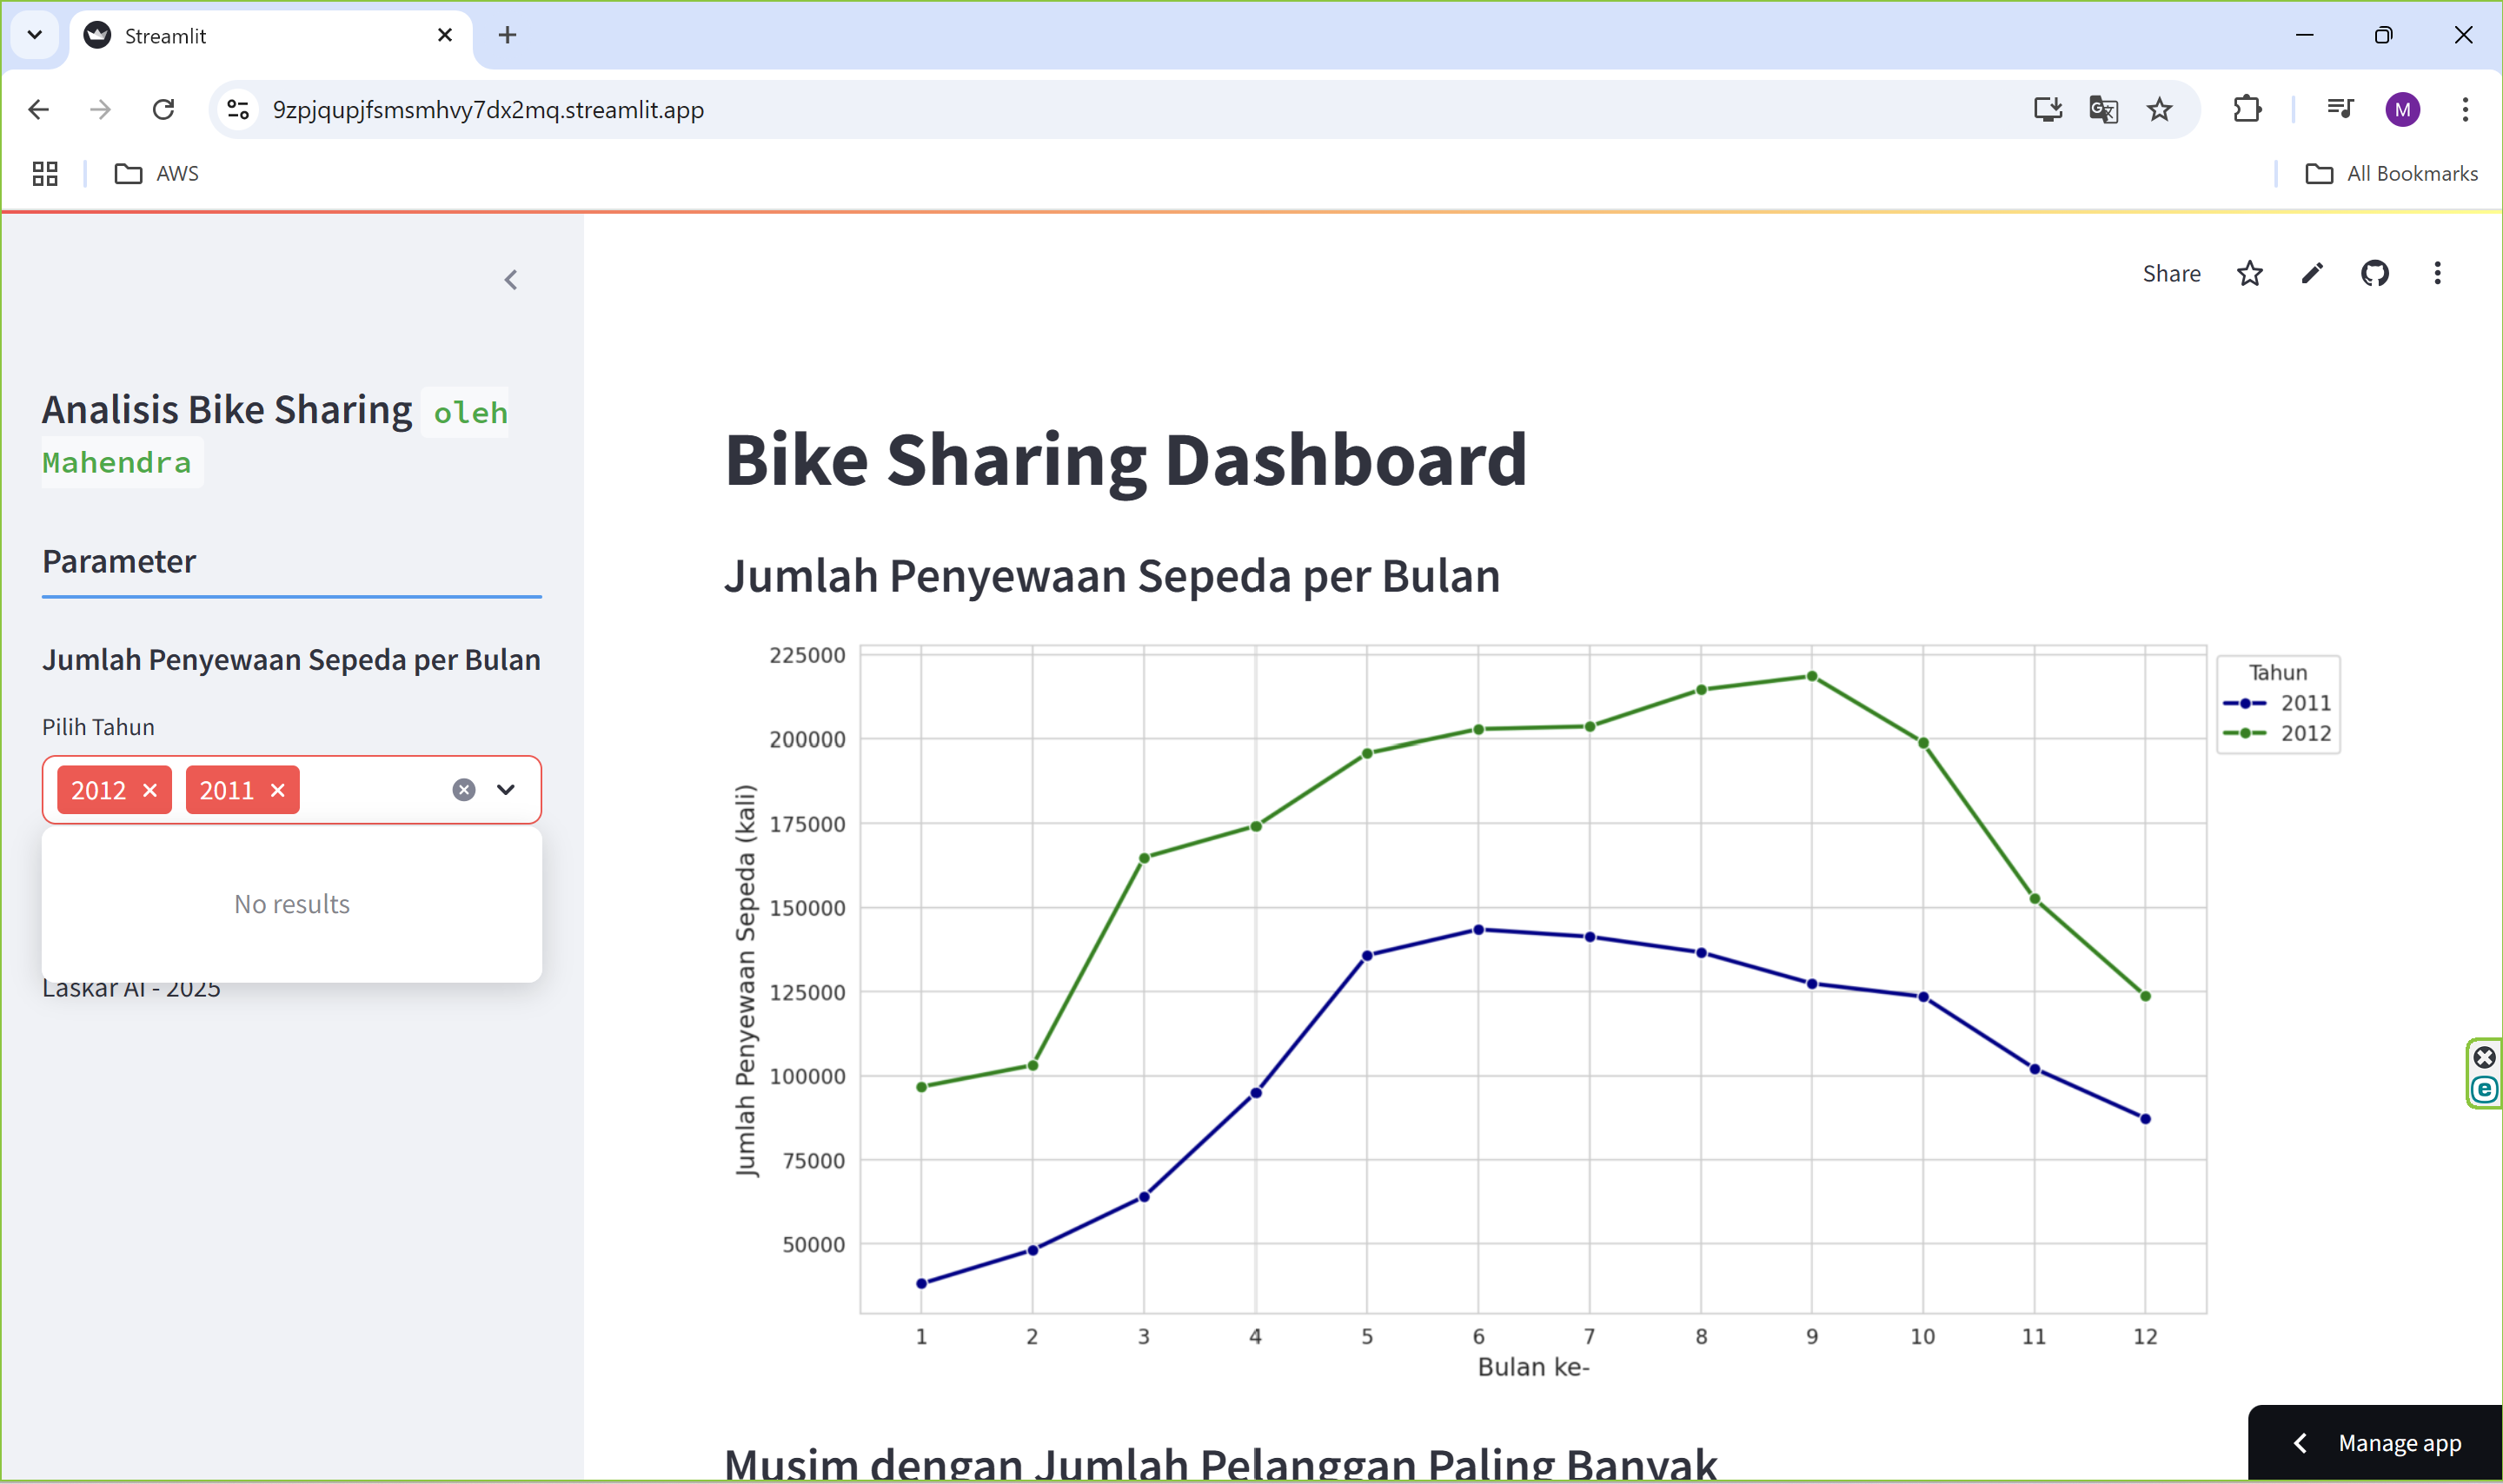 Streamlit
9zpjqupjfsmsmhvy7dx2mq.streamlit.app
M
AWS
All Bookmarks
Share
Analisis Bike Sharing oleh
Mahendra
Parameter
Jumlah Penyewaan Sepeda per Bulan
Pilih Tahun
2012
2011
No results
Laskar AI - 2025
Bike Sharing Dashboard
Jumlah Penyewaan Sepeda per Bulan
225000
200000
175000
150000
125000
100000
75000
50000
Jumlah Penyewaan Sepeda (kali)
1 2 3 4 5 6 7 8 9 10 11 12
Bulan ke-
Tahun
2011
2012
e
Musim dengan Jumlah Pelanggan Paling Banyak
Manage app